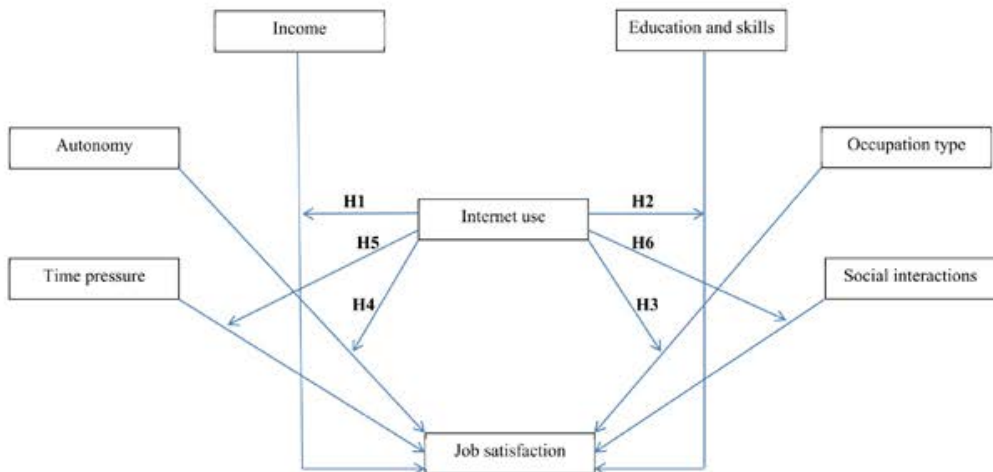 Income
Education and skills
Autonomy
Occupation type
H1
Internet use
H2
H5
H6
Time pressure
Social interactions
H4
H3
Job satisfaction